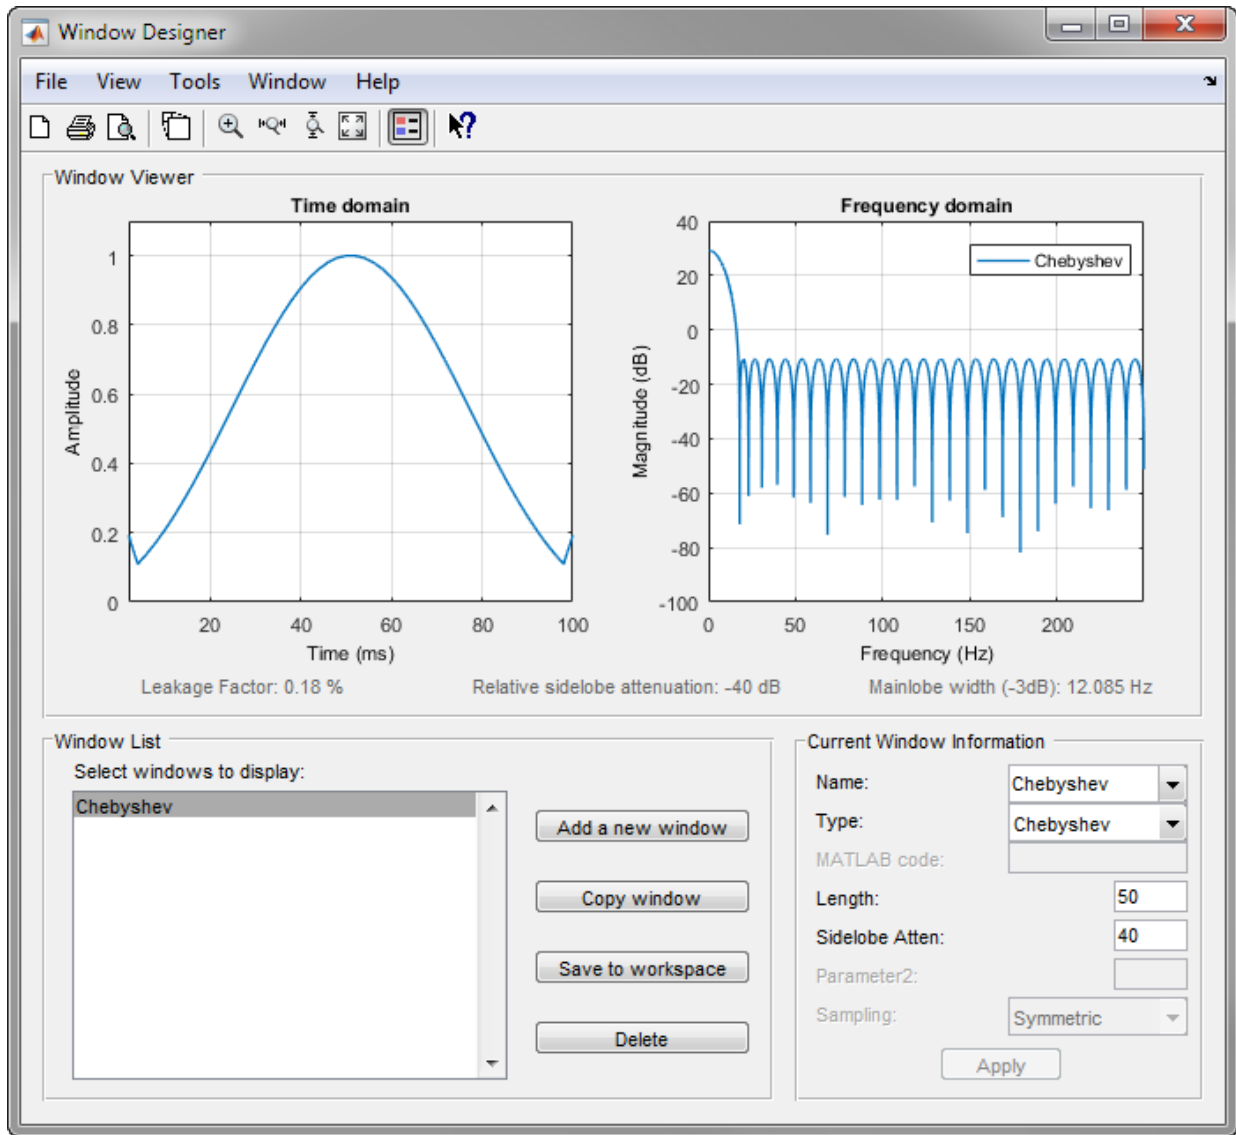 Window Designer
File View Tools Window Help
Window Viewer
Time domain
1
0.8
0.6
0.4
0.2
0
Amplitude
20 40 60 80 100
Time (ms)
Frequency domain
Chebyshev
40
20
0
-20
-40
-60
-80
-100
Magnitude (dB)
0 50 100 150 200
Frequency (Hz)
Leakage Factor: 0.18 % Relative sidelobe attenuation: -40 dB Mainlobe width (-3dB): 12.085 Hz
Window List
Select windows to display:
Chebyshev
Add a new window
Copy window
Save to workspace
Delete
Current Window Information
Name: Chebyshev
Type: Chebyshev
MATLAB code:
Length: 50
Sidelobe Atten: 40
Parameter2:
Sampling: Symmetric
Apply